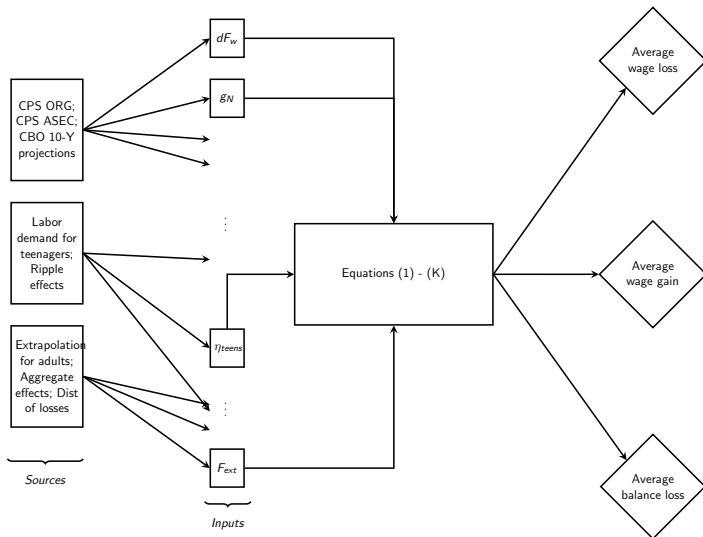 CPS ORG;
CPS ASEC;
CBO 10-Y
projections
Labor
demand for
teenagers;
Ripple
effects
Extrapolation
for adults;
Aggregate
effects; Dist
of losses
Sources
dF_w
g_N
⋮
η_teens
⋮
F_ext
Inputs
Equations (1) - (K)
Average
wage loss
Average
wage gain
Average
balance loss